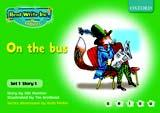 Read Write Inc.
OXFORD
On the bus
Set 1 Story 5
Story by Gill Munton
Illustrated by Tim Archbold
Series developed by Ruth Miskin